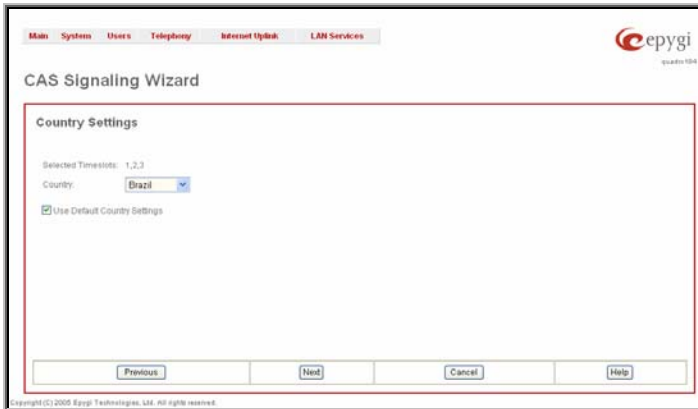 Main System Users Telephony Internet Uplink LAN Services
epygi
CAS Signaling Wizard
Country Settings
Selected Timeslots: 1,2,3
Country: Brazil
Use Default Country Settings
Previous Next Cancel Help
Copyright (C) 2005 Epygi Technologies, Ltd. All rights reserved.